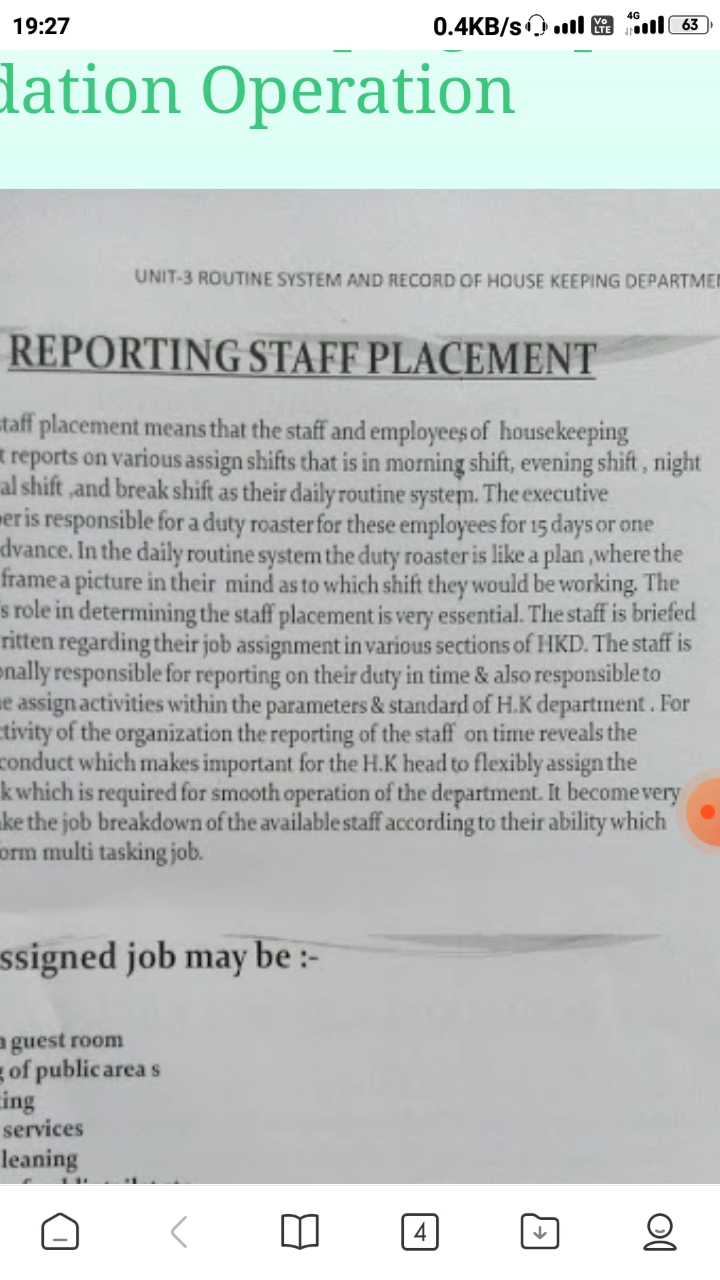 19:27
0.4KB/s Vo LTE 4G 63
dation Operation
UNIT-3 ROUTINE SYSTEM AND RECORD OF HOUSE KEEPING DEPARTME
REPORTING STAFF PLACEMENT
taff placement means that the staff and employees of housekeeping
t reports on various assign shifts that is in morning shift, evening shift , night
al shift ,and break shift as their daily routine system. The executive
er is responsible for a duty roaster for these employees for 15 days or one
dvance. In the daily routine system the duty roaster is like a plan ,where the
frame a picture in their mind as to which shift they would be working. The
s role in determining the staff placement is very essential. The staff is briefed
ritten regarding their job assignment in various sections of HKD. The staff is
onally responsible for reporting on their duty in time & also responsible to
e assign activities within the parameters & standard of H.K department . For
ctivity of the organization the reporting of the staff on time reveals the
conduct which makes important for the H.K head to flexibly assign the
k which is required for smooth operation of the department. It become very
ke the job breakdown of the available staff according to their ability which
orm multi tasking job.
ssigned job may be :-
a guest room
g of public area s
ing
services
leaning
4